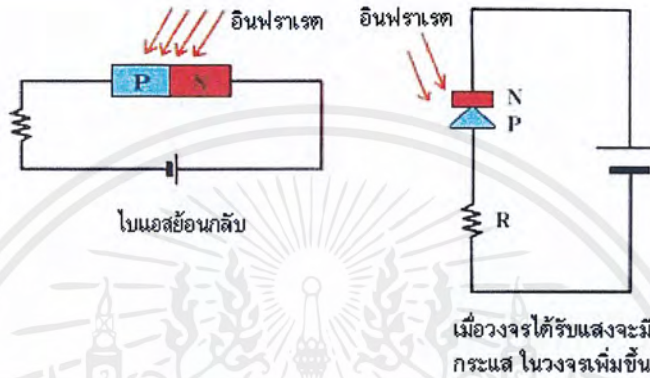 อินฟราเรด
อินฟราเรด
P N
N
P
R
ไบแอสย้อนกลับ
เมื่อวงจรได้รับแสงจะมี
กระแส ในวงจรเพิ่มขึ้น